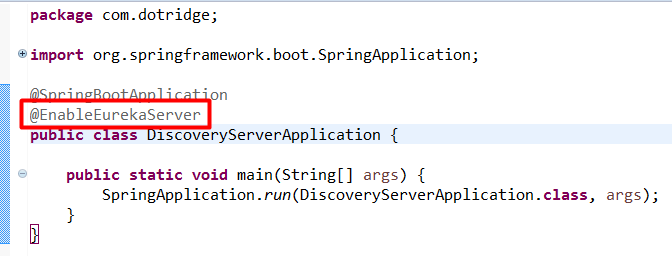 package com.dotridge;
import org.springframework.boot.SpringApplication;
@SpringBootApplication
@EnableEurekaServer
public class DiscoveryServerApplication {
public static void main(String[] args) {
SpringApplication.run(DiscoveryServerApplication.class, args);
}
}